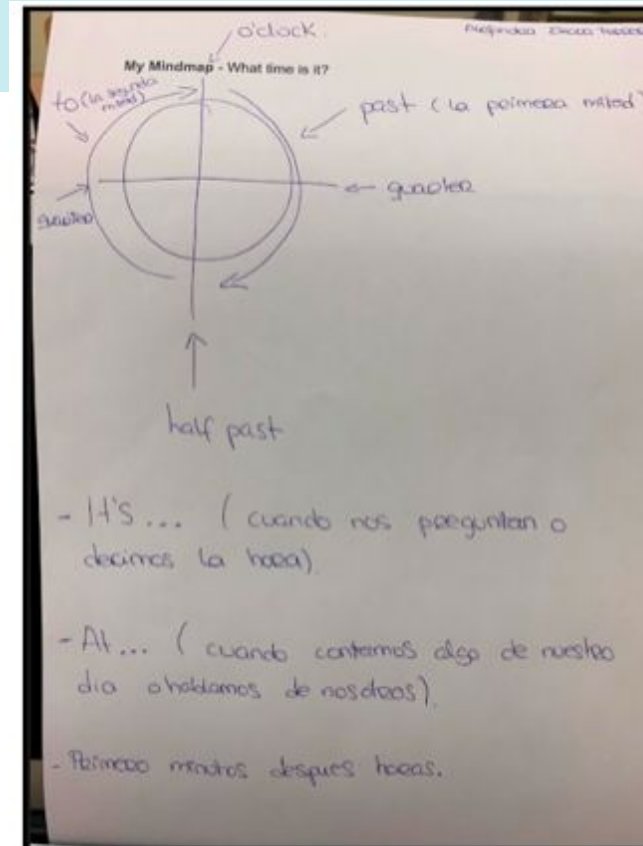 o'clock.
My Mindmap - What time is it?
to (la segunda
mitad)
past (la primera mitad)
quarter
quarter
half past
- It's ... ( cuando nos preguntan o
decimos la hora).
- At ... ( cuando contamos algo de nuestro
dia o hablamos de nosotros).
- Primero minutos despues horas.